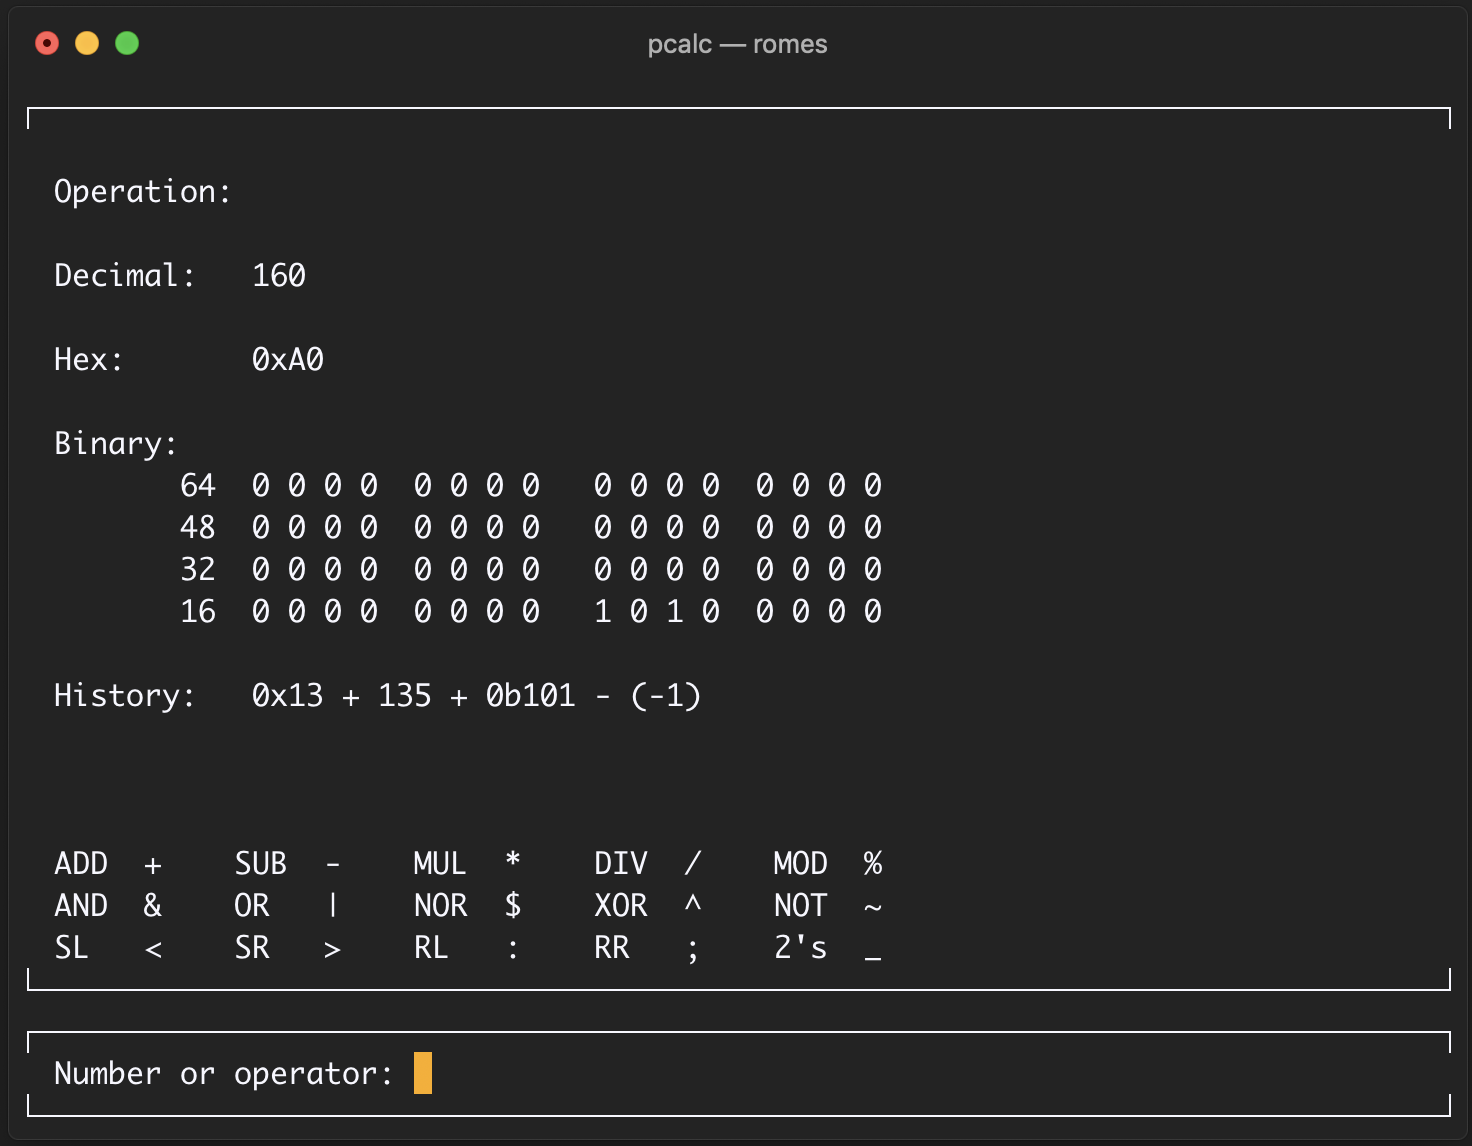 pcalc — romes
Operation:
Decimal: 160
Hex: 0xA0
Binary:
64 0 0 0 0 0 0 0 0 0 0 0 0 0 0 0 0
48 0 0 0 0 0 0 0 0 0 0 0 0 0 0 0 0
32 0 0 0 0 0 0 0 0 0 0 0 0 0 0 0 0
16 0 0 0 0 0 0 0 0 1 0 1 0 0 0 0 0
History: 0x13 + 135 + 0b101 - (-1)
ADD + SUB - MUL * DIV / MOD %
AND & OR | NOR $ XOR ^ NOT ~
SL < SR > RL : RR ; 2's _
Number or operator: